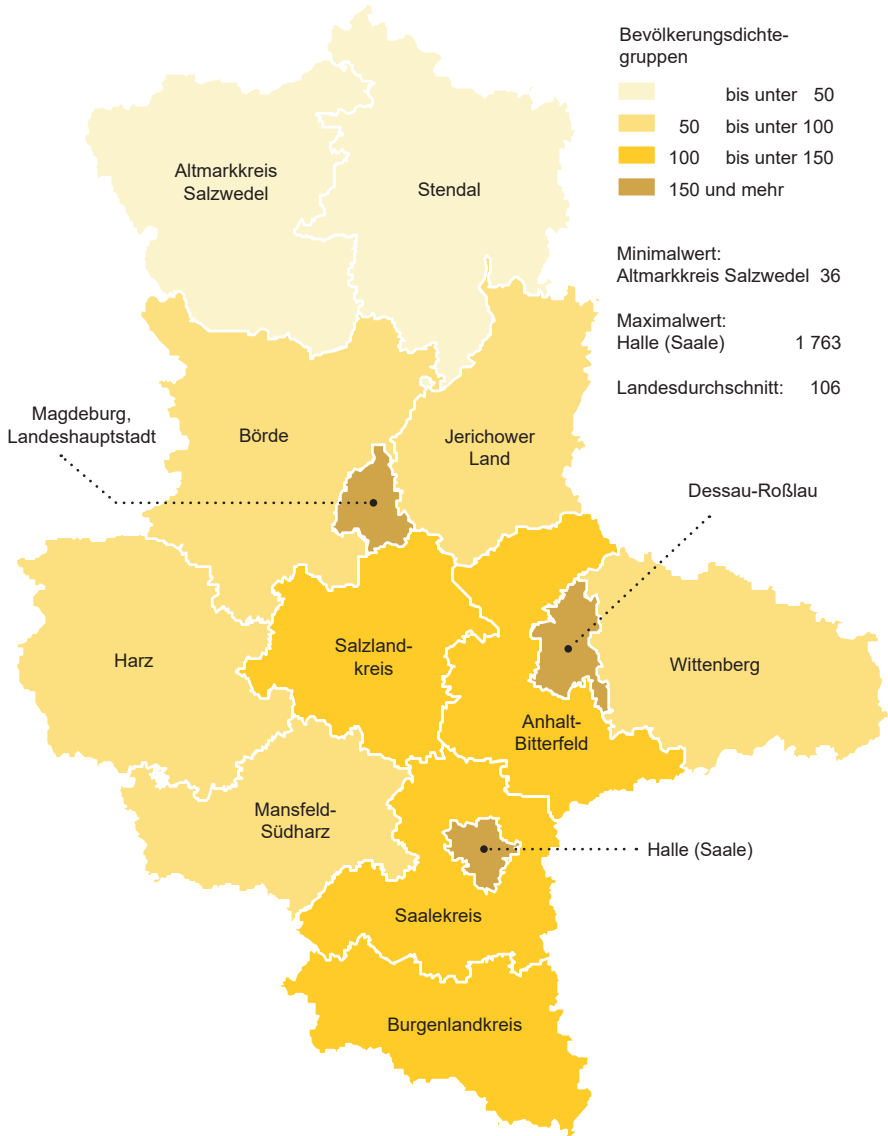 Bevölkerungsdichte-
gruppen
bis unter 50
50 bis unter 100
100 bis unter 150
150 und mehr
Minimalwert:
Altmarkkreis Salzwedel 36
Maximalwert:
Halle (Saale) 1 763
Landesdurchschnitt: 106
Altmarkkreis
Salzwedel
Stendal
Magdeburg,
Landeshauptstadt
Börde
Jerichower
Land
Dessau-Roßlau
Harz
Salzland-
kreis
Wittenberg
Anhalt-
Bitterfeld
Mansfeld-
Südharz
Halle (Saale)
Saalekreis
Burgenlandkreis